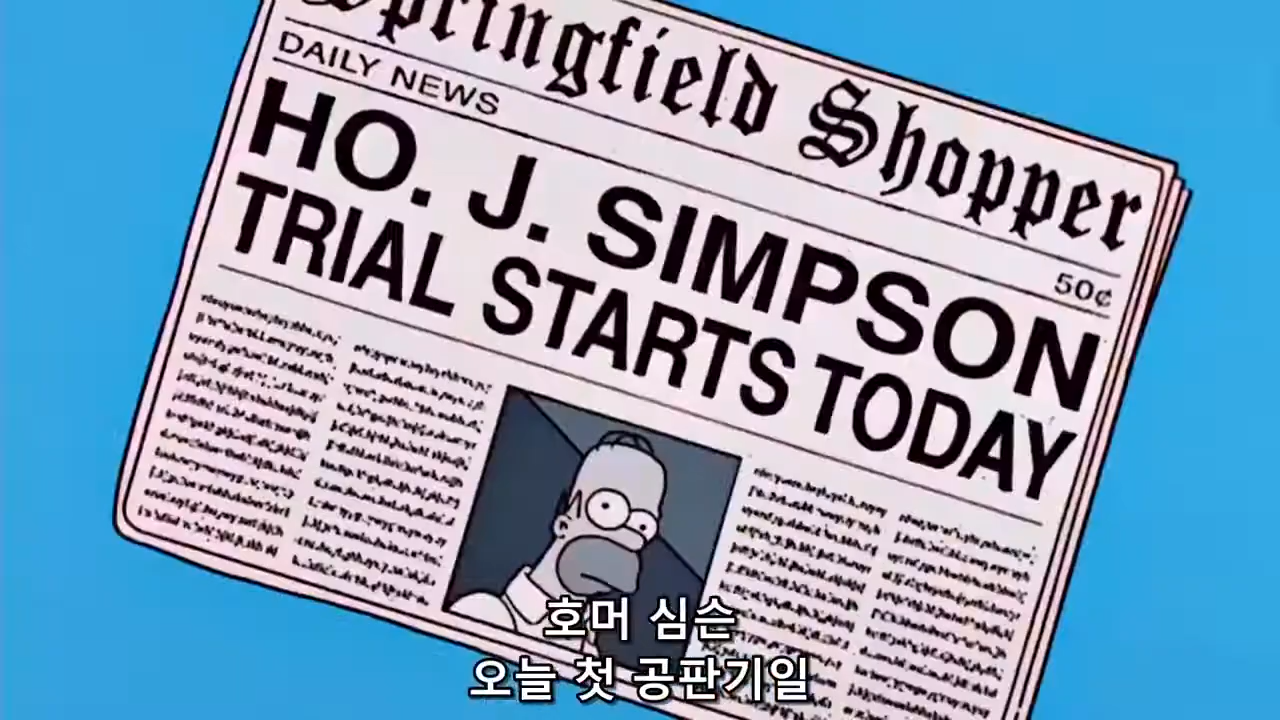 Springfield Shopper
DAILY NEWS
50¢
HO. J. SIMPSON
TRIAL STARTS TODAY
호머 심슨
오늘 첫 공판기일